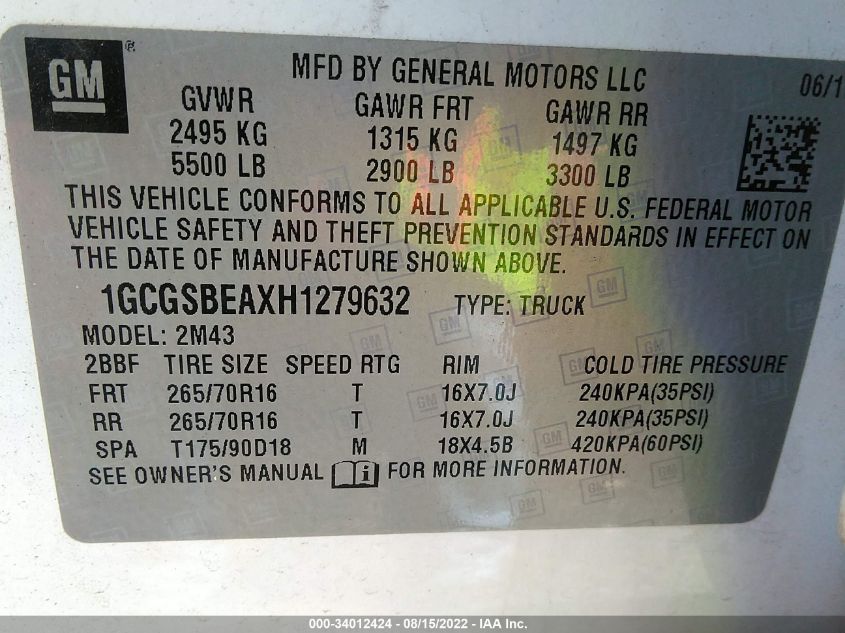 GM
MFD BY GENERAL MOTORS LLC 06/1
GVWR GAWR FRT GAWR RR
2495 KG 1315 KG 1497 KG
5500 LB 2900 LB 3300 LB
THIS VEHICLE CONFORMS TO ALL APPLICABLE U.S. FEDERAL MOTOR
VEHICLE SAFETY AND THEFT PREVENTION STANDARDS IN EFFECT ON
THE DATE OF MANUFACTURE SHOWN ABOVE.
1GCGSBEAXH1279632 TYPE: TRUCK
MODEL: 2M43
2BBF TIRE SIZE SPEED RTG RIM COLD TIRE PRESSURE
FRT 265/70R16 T 16X7.0J 240KPA(35PSI)
RR 265/70R16 T 16X7.0J 240KPA(35PSI)
SPA T175/90D18 M 18X4.5B 420KPA(60PSI)
SEE OWNER'S MANUAL i FOR MORE INFORMATION.
000-34012424 - 08/15/2022 - IAA Inc.